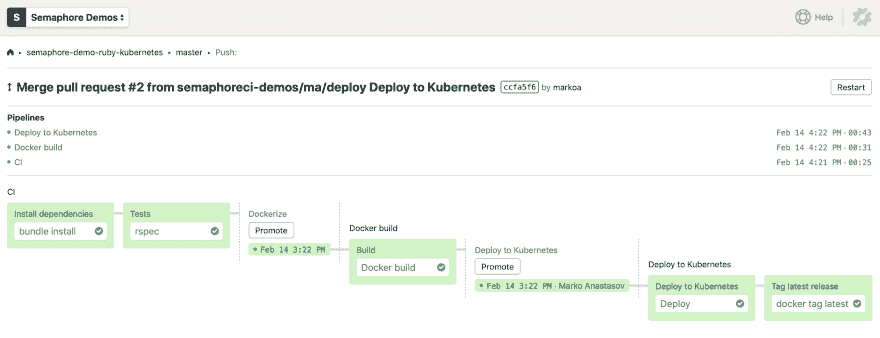 S Semaphore Demos
Help
semaphore-demo-ruby-kubernetes • master • Push:
Merge pull request #2 from semaphoreci-demos/ma/deploy Deploy to Kubernetes ccfa5f6 by markoa
Restart
Pipelines
• Deploy to Kubernetes Feb 14 4:22 PM · 00:43
• Docker build Feb 14 4:22 PM · 00:31
• CI Feb 14 4:21 PM · 00:25
CI
Install dependencies
bundle install
Tests
rspec
Dockerize
Promote
• Feb 14 3:22 PM
Docker build
Build
Docker build
Deploy to Kubernetes
Promote
• Feb 14 3:22 PM · Marko Anastasov
Deploy to Kubernetes
Deploy to Kubernetes
Deploy
Tag latest release
docker tag latest